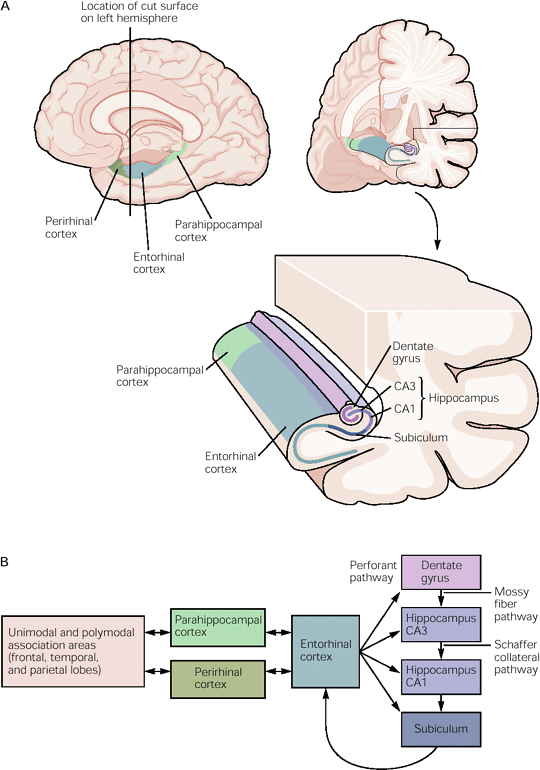 A
Location of cut surface
on left hemisphere
Perirhinal
cortex
Entorhinal
cortex
Parahippocampal
cortex
Parahippocampal
cortex
Entorhinal
cortex
Dentate
gyrus
CA3
CA1
Hippocampus
Subiculum
B
Unimodal and polymodal
association areas
(frontal, temporal,
and parietal lobes)
Parahippocampal
cortex
Perirhinal
cortex
Entorhinal
cortex
Perforant
pathway
Dentate
gyrus
Mossy
fiber
pathway
Hippocampus
CA3
Schaffer
collateral
pathway
Hippocampus
CA1
Subiculum